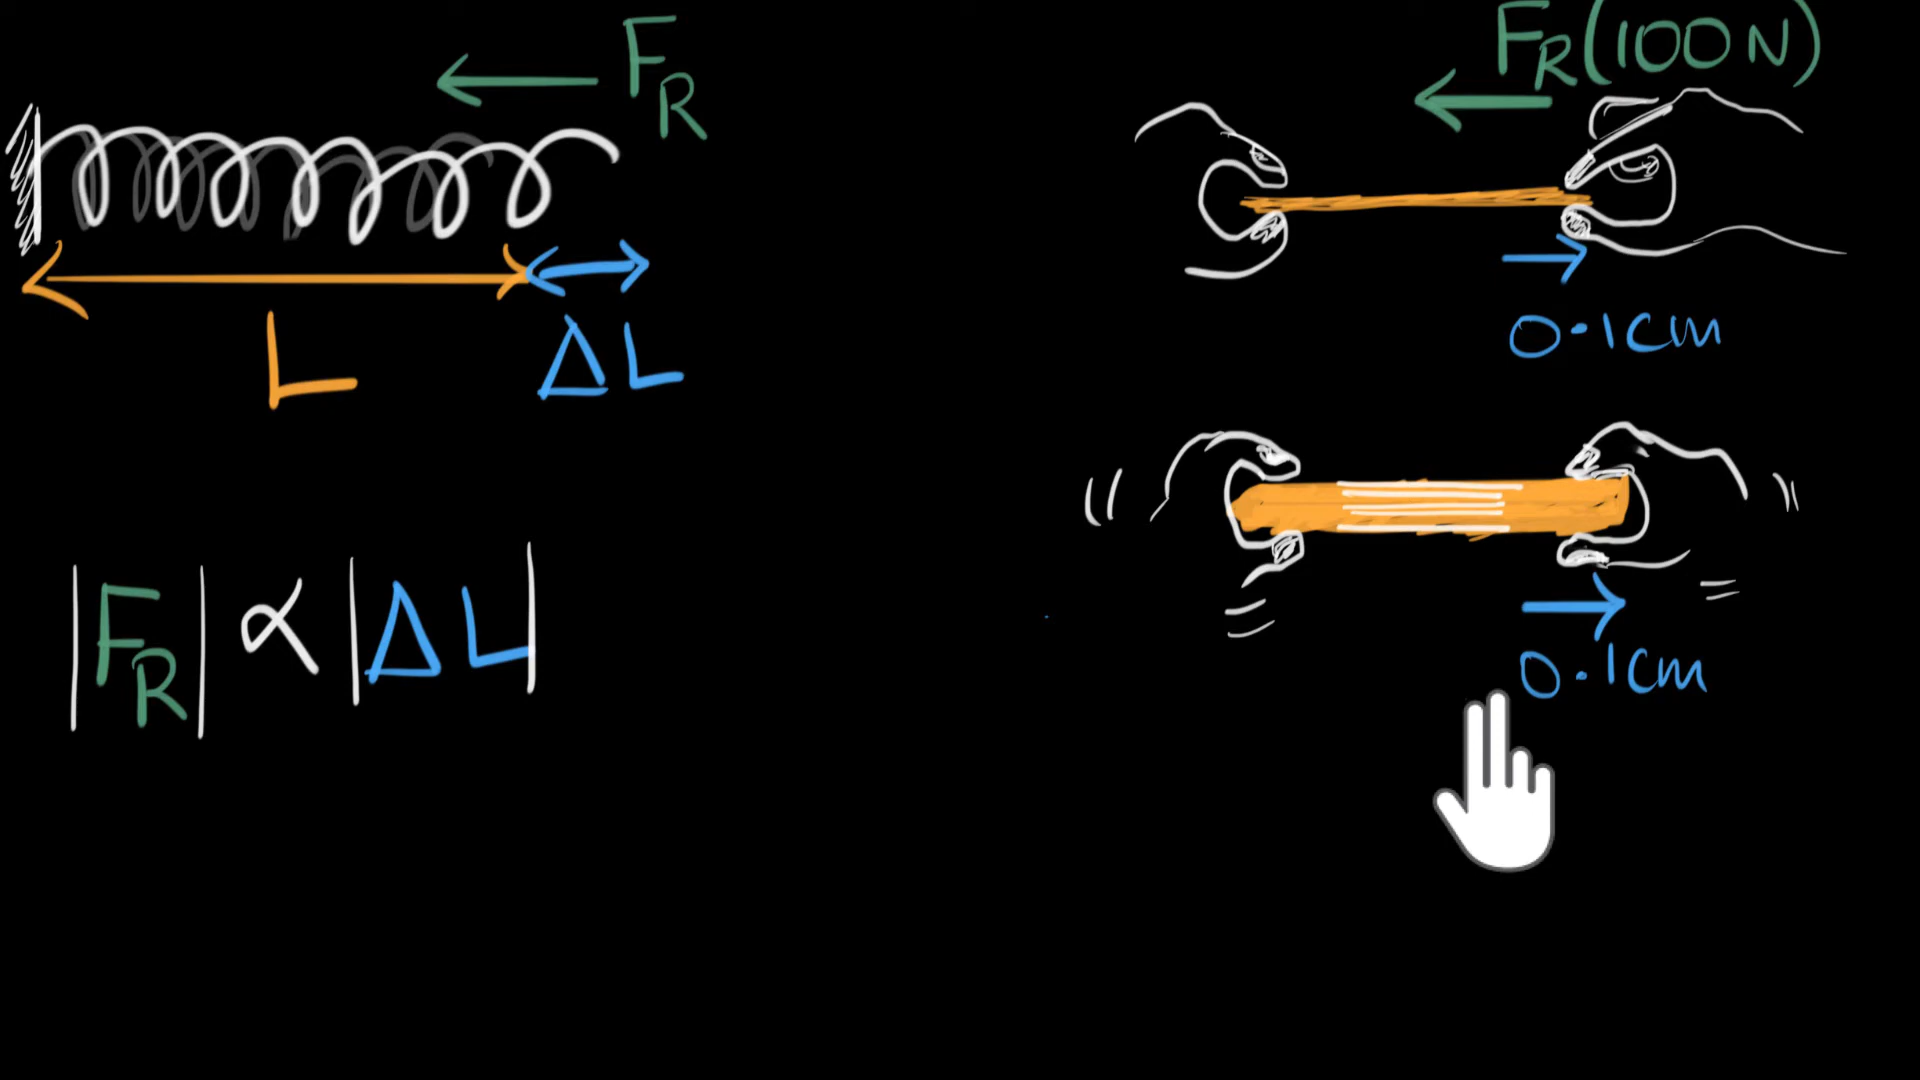 F_R
L
ΔL
|F_R| ∝ |ΔL|
F_R(100N)
0.1cm
0.1cm